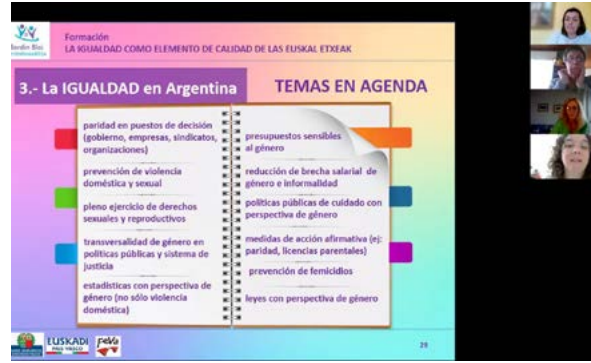 Formación
LA IGUALDAD COMO ELEMENTO DE CALIDAD DE LAS EUSKAL ETXEAK
3.- La IGUALDAD en Argentina
TEMAS EN AGENDA
paridad en puestos de decisión
(gobierno, empresas, sindicatos,
organizaciones)
prevención de violencia
doméstica y sexual
pleno ejercicio de derechos
sexuales y reproductivos
transversalidad de género en
políticas públicas y sistema de
justicia
estadísticas con perspectiva de
género (no sólo violencia
doméstica)
presupuestos sensibles
al género
reducción de brecha salarial de
género e informalidad
políticas públicas de cuidado con
perspectiva de género
medidas de acción afirmativa (ej:
paridad, licencias parentales)
prevención de femicidios
leyes con perspectiva de género
EUSKADI
PAIS VASCO
29